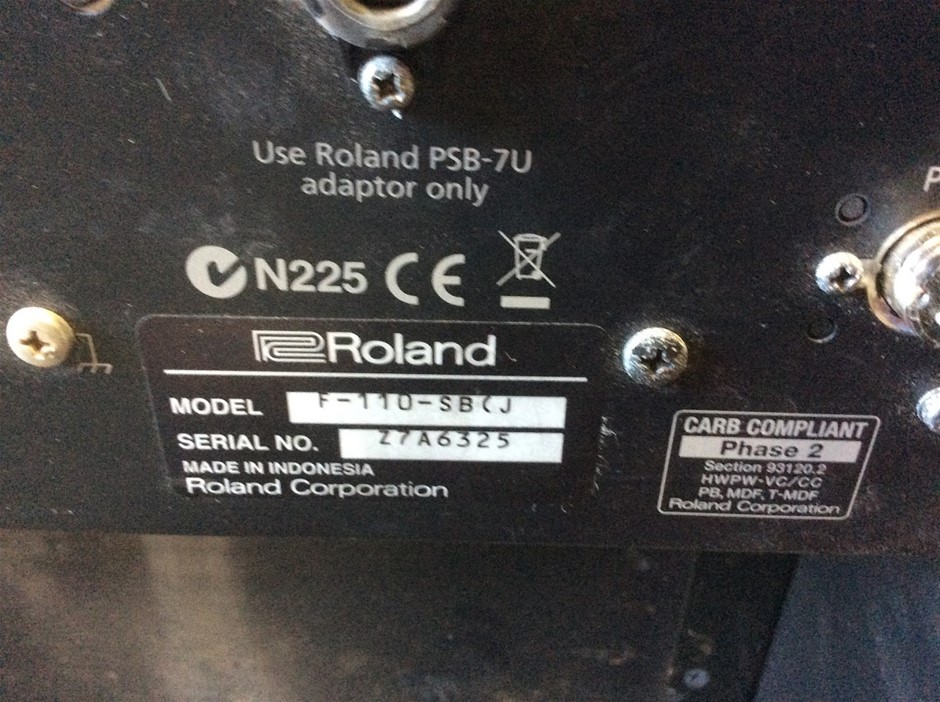 Use Roland PSB-7U
adaptor only
N225 CE
Roland
MODEL F-110-SB(J
SERIAL NO. Z7A6325
MADE IN INDONESIA
Roland Corporation
P
CARB COMPLIANT
Phase 2
Section 93120.2
HWPW-VC/CC
PB, MDF, T-MDF
Roland Corporation